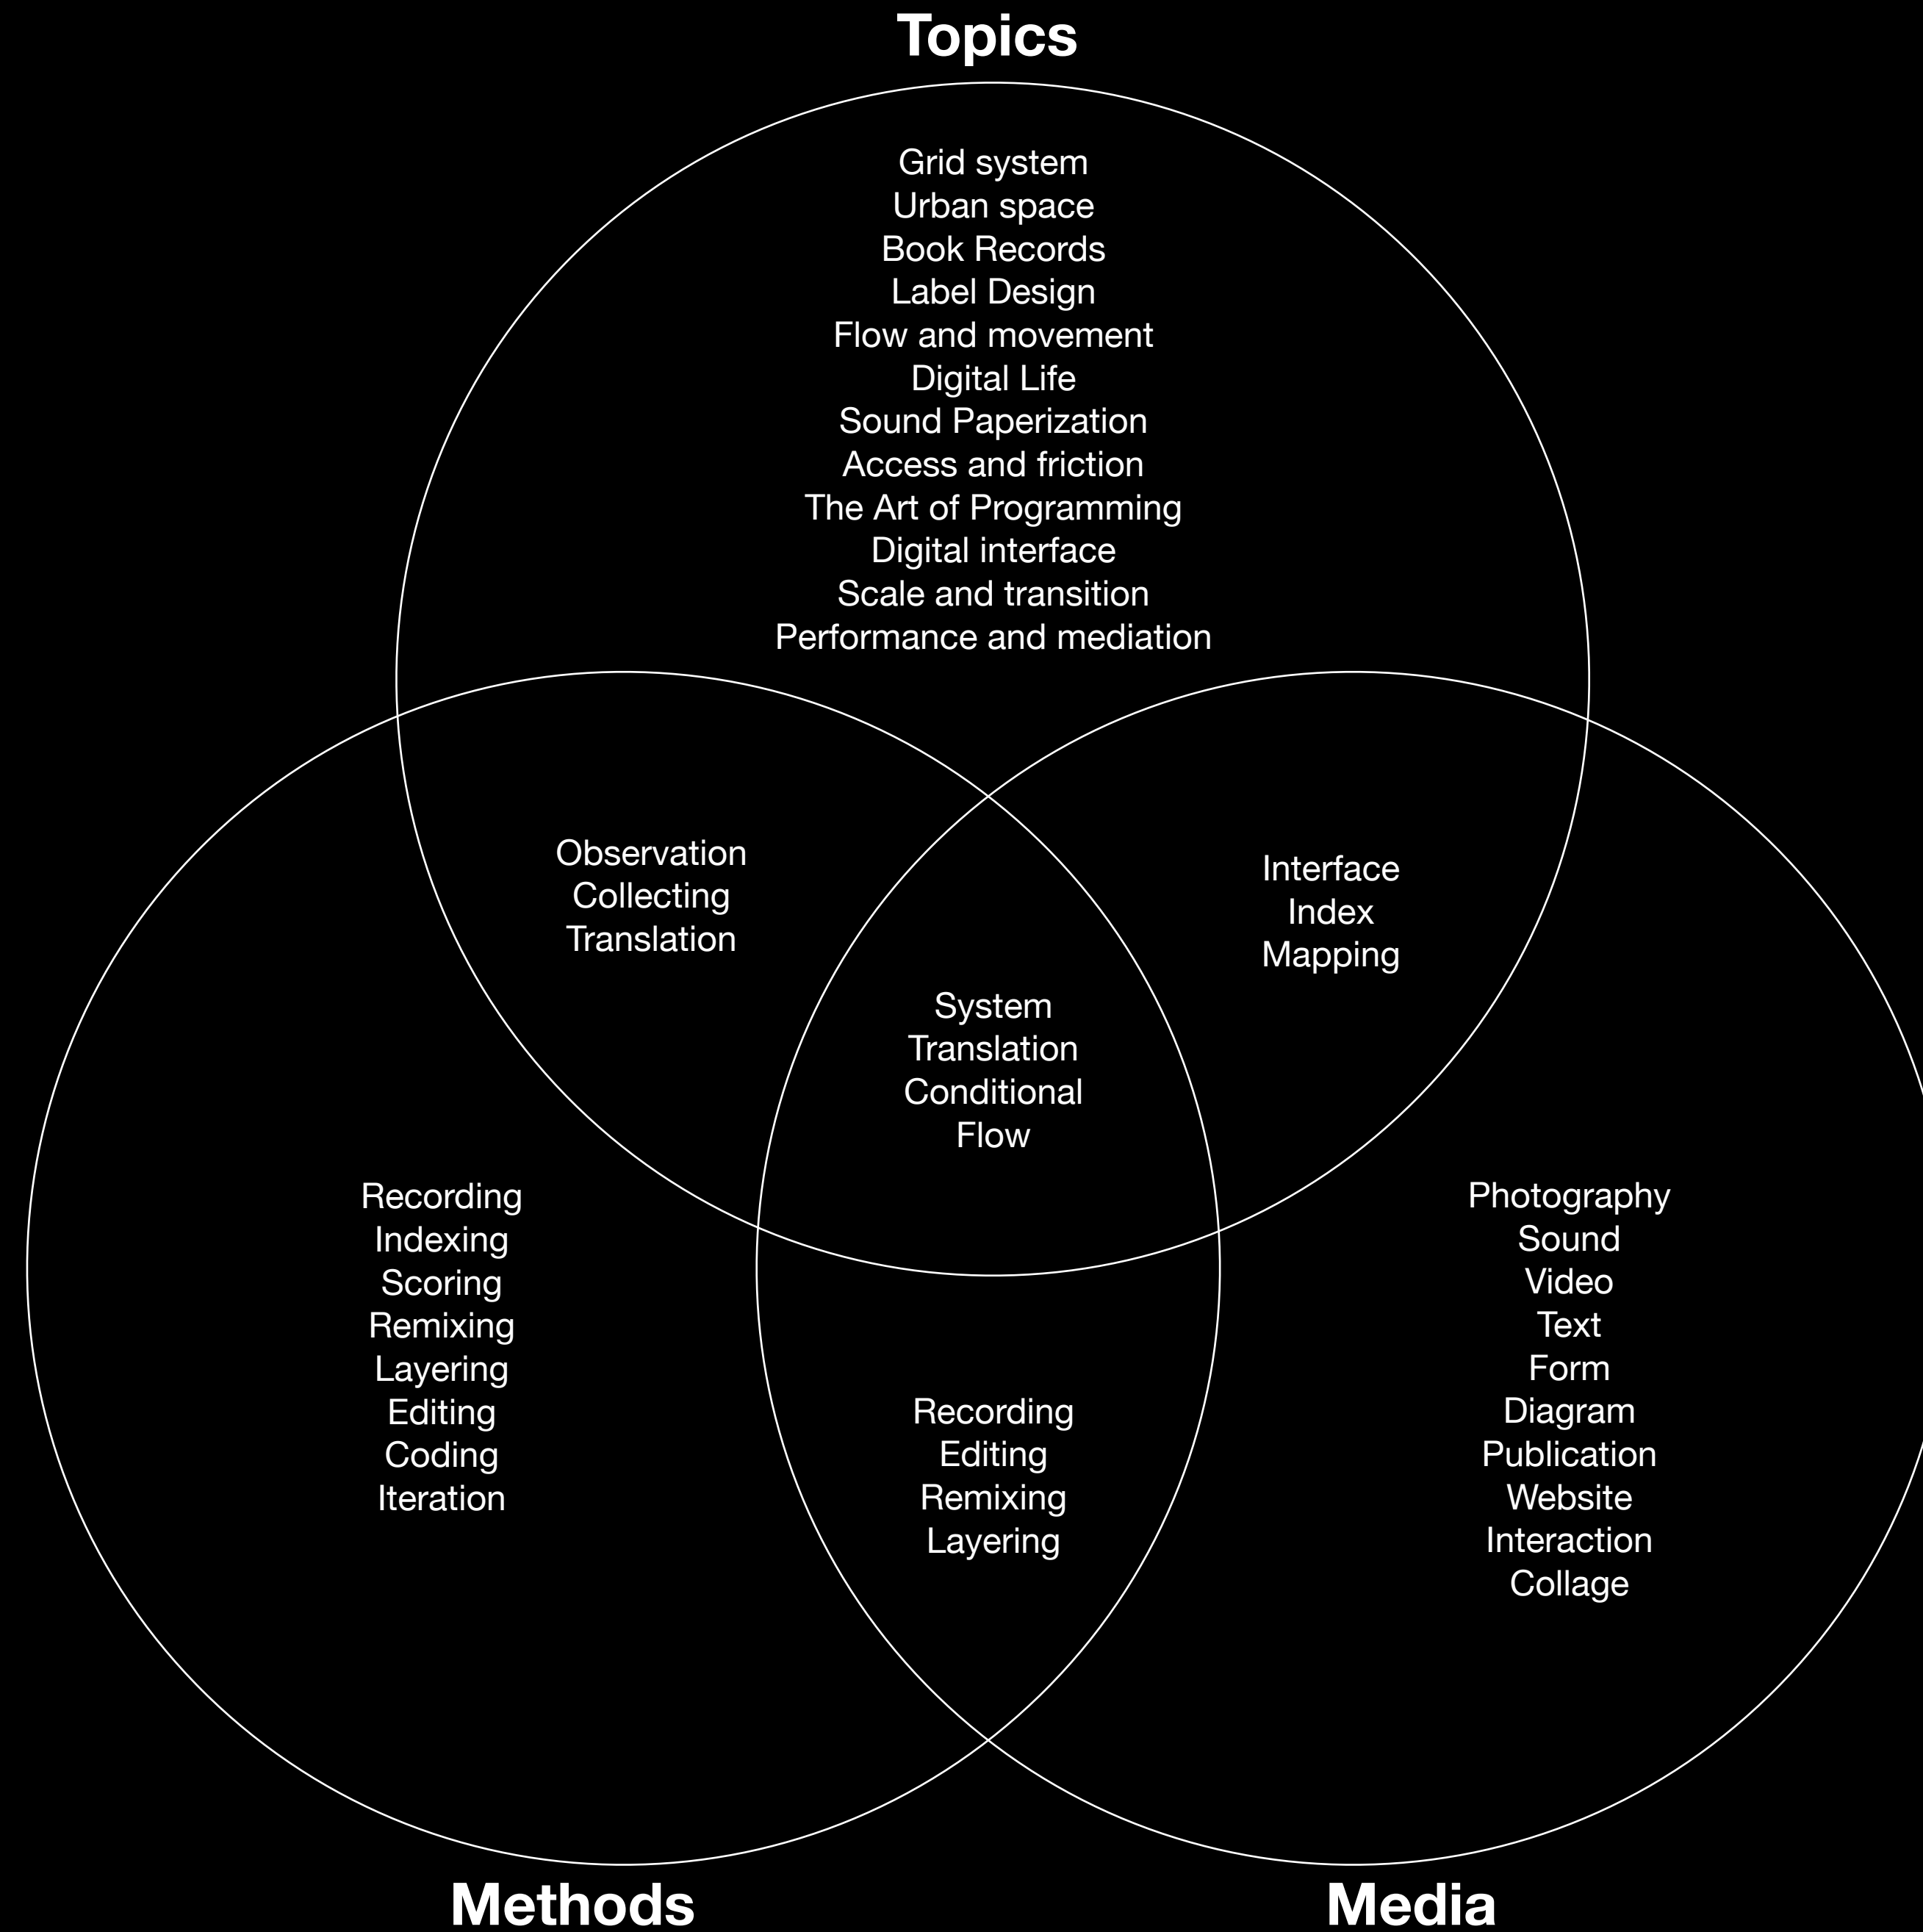 Topics
Grid system
Urban space
Book Records
Label Design
Flow and movement
Digital Life
Sound Paperization
Access and friction
The Art of Programming
Digital interface
Scale and transition
Performance and mediation
Observation
Collecting
Translation
Interface
Index
Mapping
System
Translation
Conditional
Flow
Recording
Indexing
Scoring
Remixing
Layering
Editing
Coding
Iteration
Recording
Editing
Remixing
Layering
Photography
Sound
Video
Text
Form
Diagram
Publication
Website
Interaction
Collage
Methods
Media